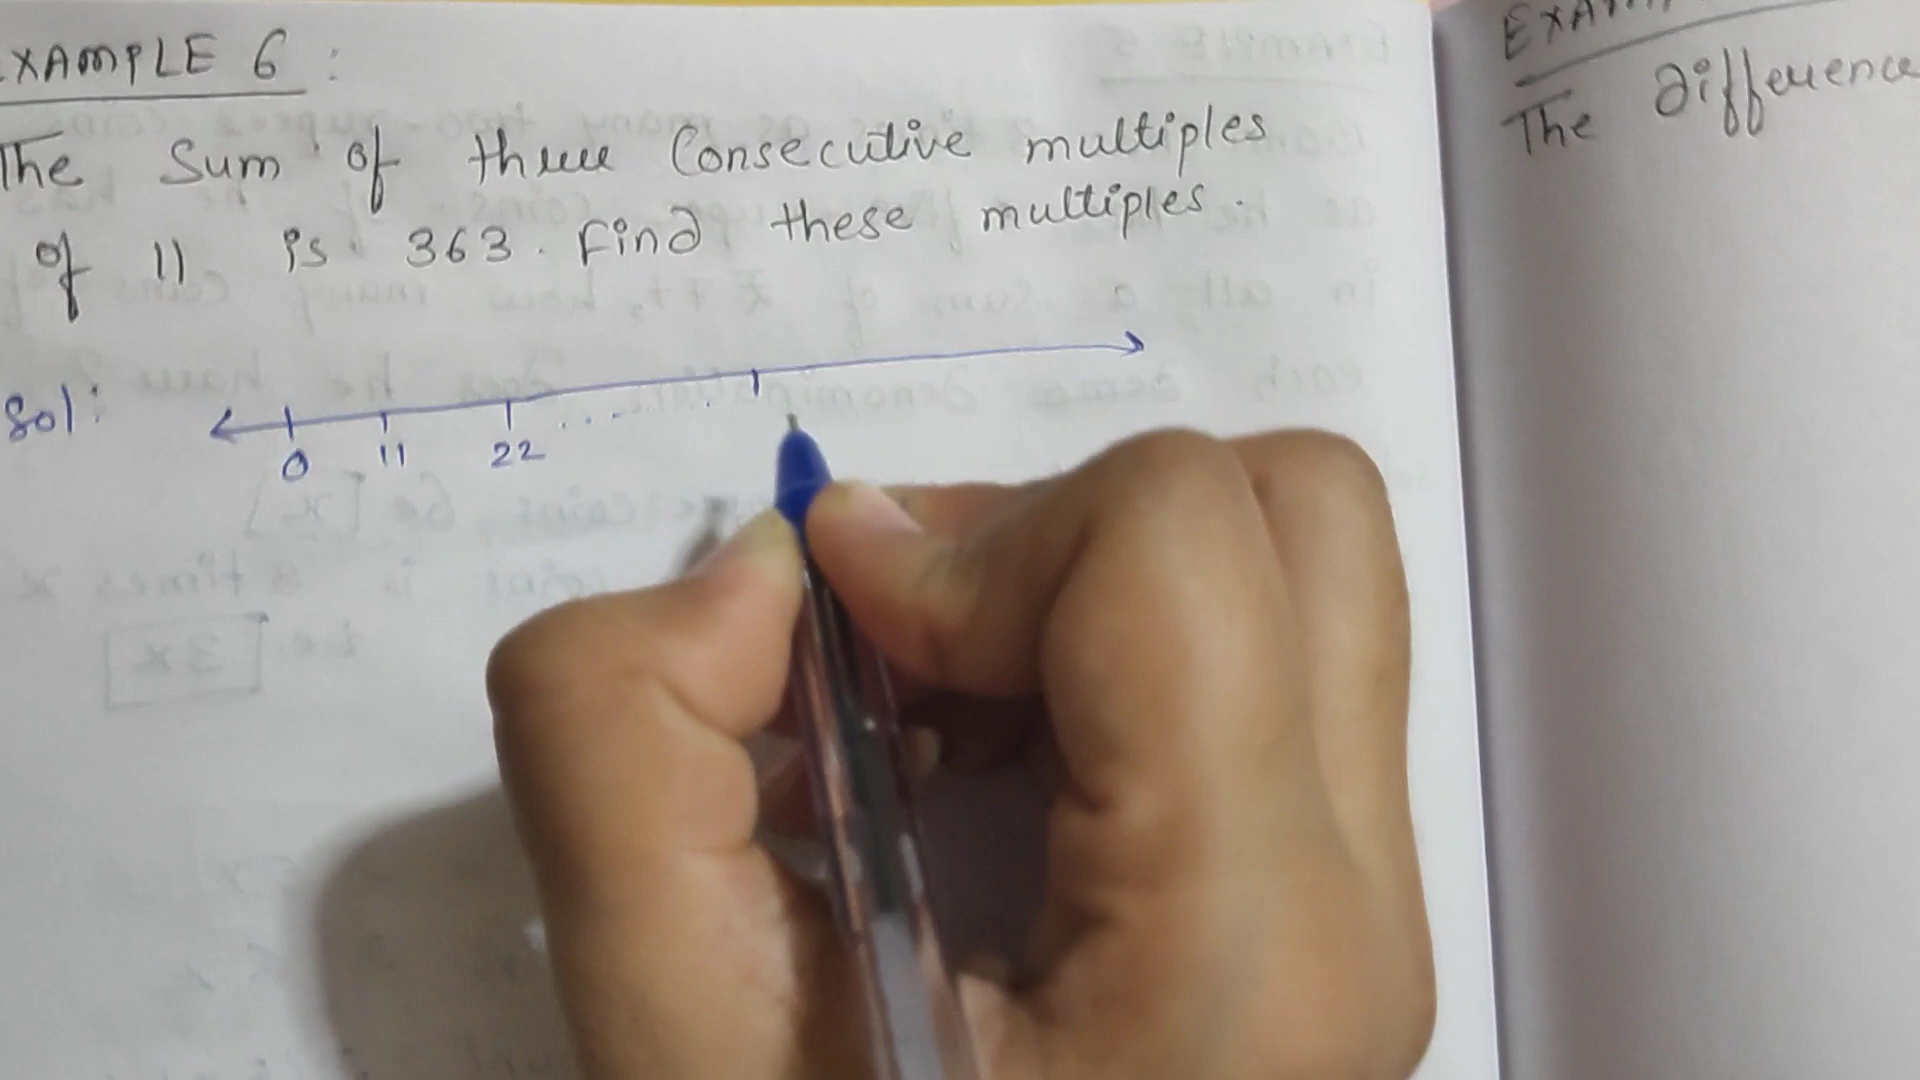 EXAMPLE 6 :
The Sum of three Consecutive multiples
of 11 is 363. Find these multiples.
Sol:
0 11 22 . . . . . .
The Difference